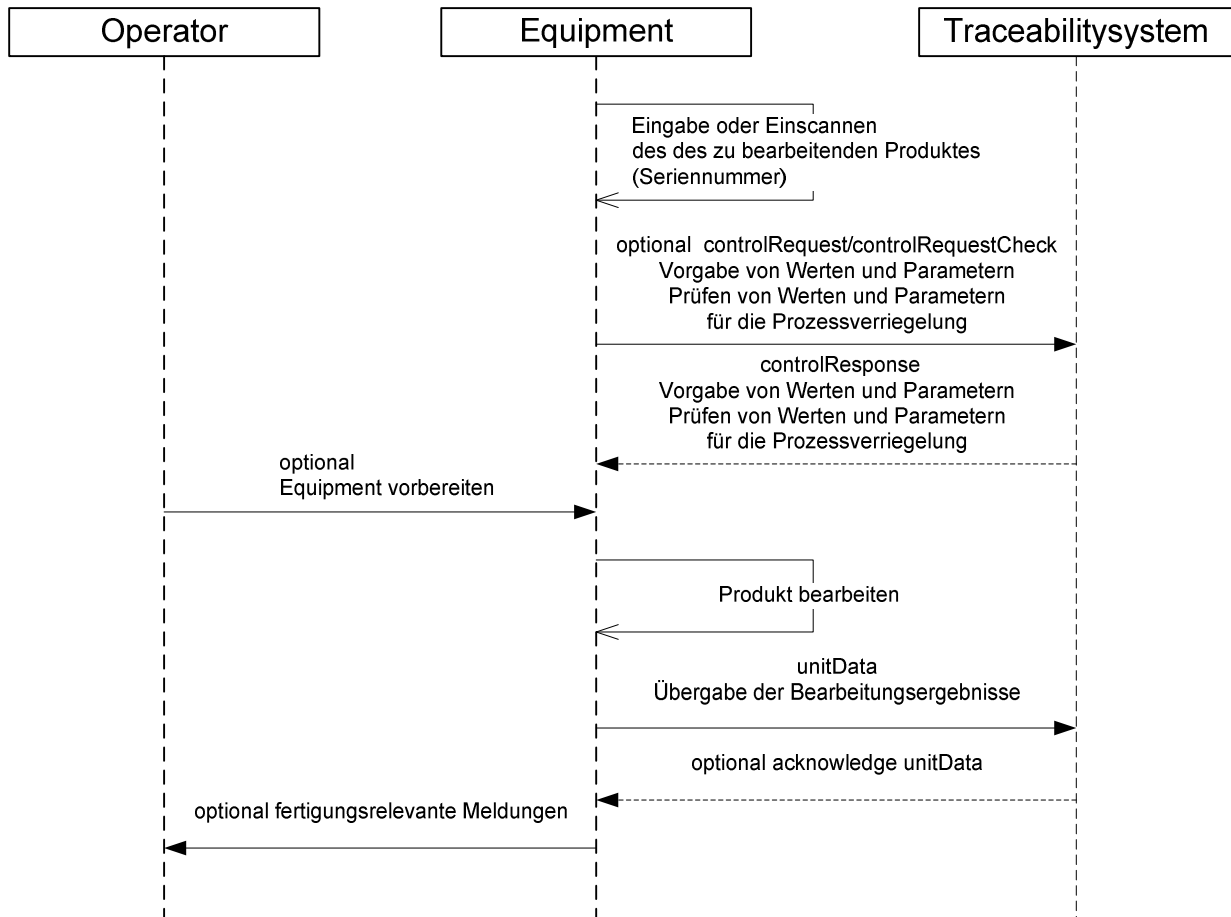 Operator
Equipment
Traceabilitysystem
Eingabe oder Einscannen
des des zu bearbeitenden Produktes
(Seriennummer)
optional controlRequest/controlRequestCheck
Vorgabe von Werten und Parametern
Prüfen von Werten und Parametern
für die Prozessverriegelung
controlResponse
Vorgabe von Werten und Parametern
Prüfen von Werten und Parametern
für die Prozessverriegelung
optional
Equipment vorbereiten
Produkt bearbeiten
unitData
Übergabe der Bearbeitungsergebnisse
optional acknowledge unitData
optional fertigungsrelevante Meldungen